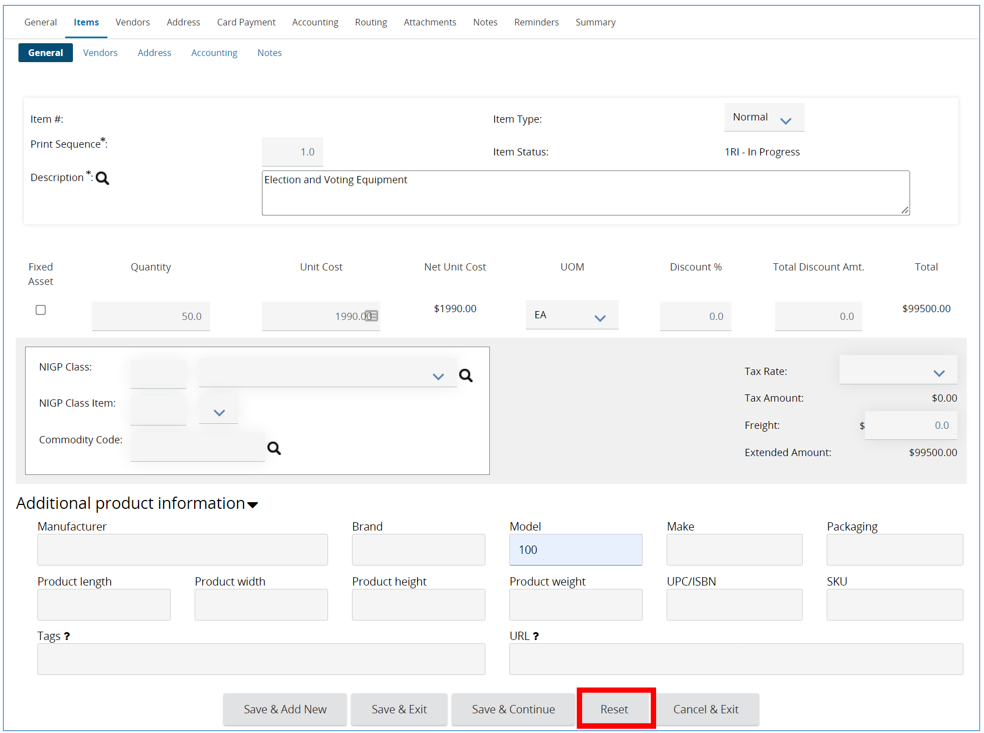 General Items Vendors Address Card Payment Accounting Routing Attachments Notes Reminders Summary
General Vendors Address Accounting Notes
Item #: Item Type: Normal
Print Sequence*: 1.0 Item Status: 1RI - In Progress
Description *: Election and Voting Equipment
Fixed Asset Quantity Unit Cost Net Unit Cost UOM Discount % Total Discount Amt. Total
50.0 1990.00 $1990.00 EA 0.0 0.0 $99500.00
NIGP Class: Tax Rate:
Tax Amount: $0.00
NIGP Class Item: Freight: $ 0.0
Commodity Code: Extended Amount: $99500.00
Additional product information
Manufacturer Brand Model Make Packaging
100
Product length Product width Product height Product weight UPC/ISBN SKU
Tags ? URL ?
Save & Add New Save & Exit Save & Continue Reset Cancel & Exit